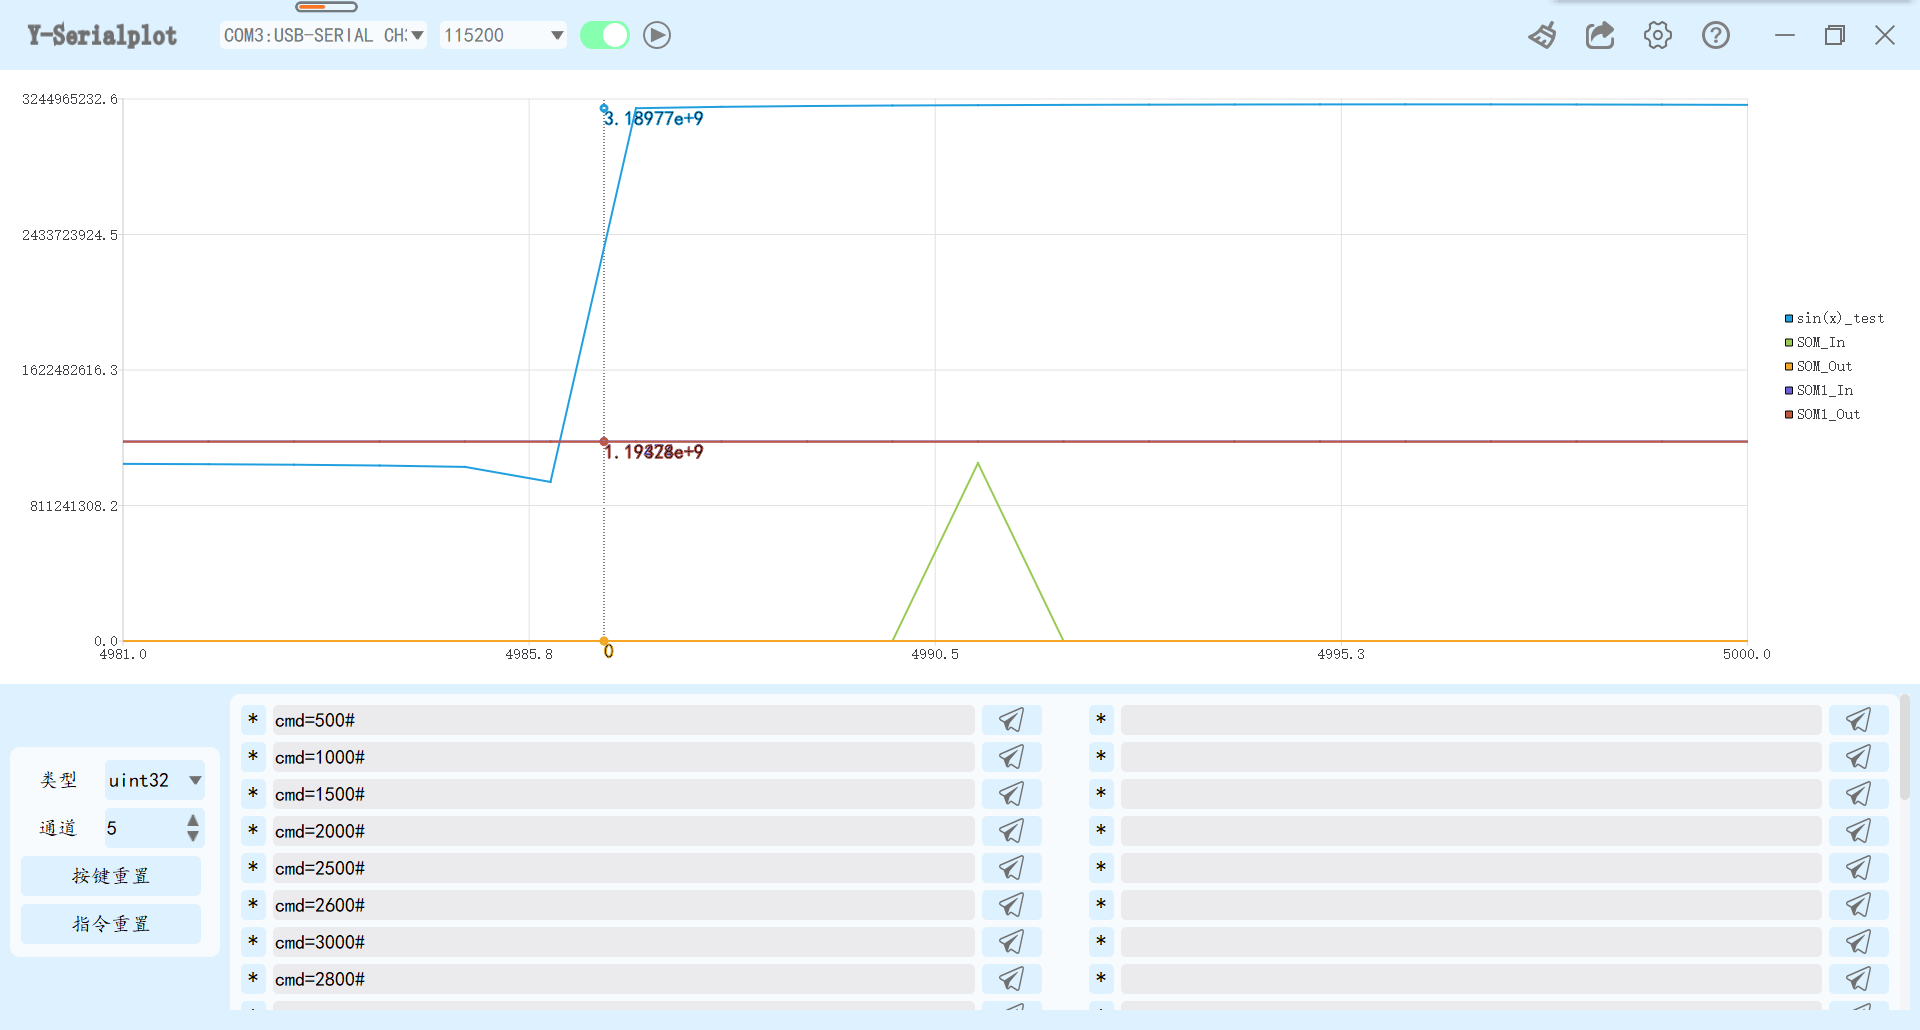 Y-Serialplot
COM3:USB-SERIAL CH
115200
3244965232.6
2433723924.5
1622482616.3
811241308.2
0.0
3.18977e+9
0
4981.0
4985.8
4990.5
4995.3
5000.0
sin(x)_test
SOM_In
SOM_Out
SOM1_In
SOM1_Out
类型
uint32
通道
5
按键重置
指令重置
* cmd=500# *
* cmd=1000# *
* cmd=1500# *
* cmd=2000# *
* cmd=2500# *
* cmd=2600# *
* cmd=3000# *
* cmd=2800# *